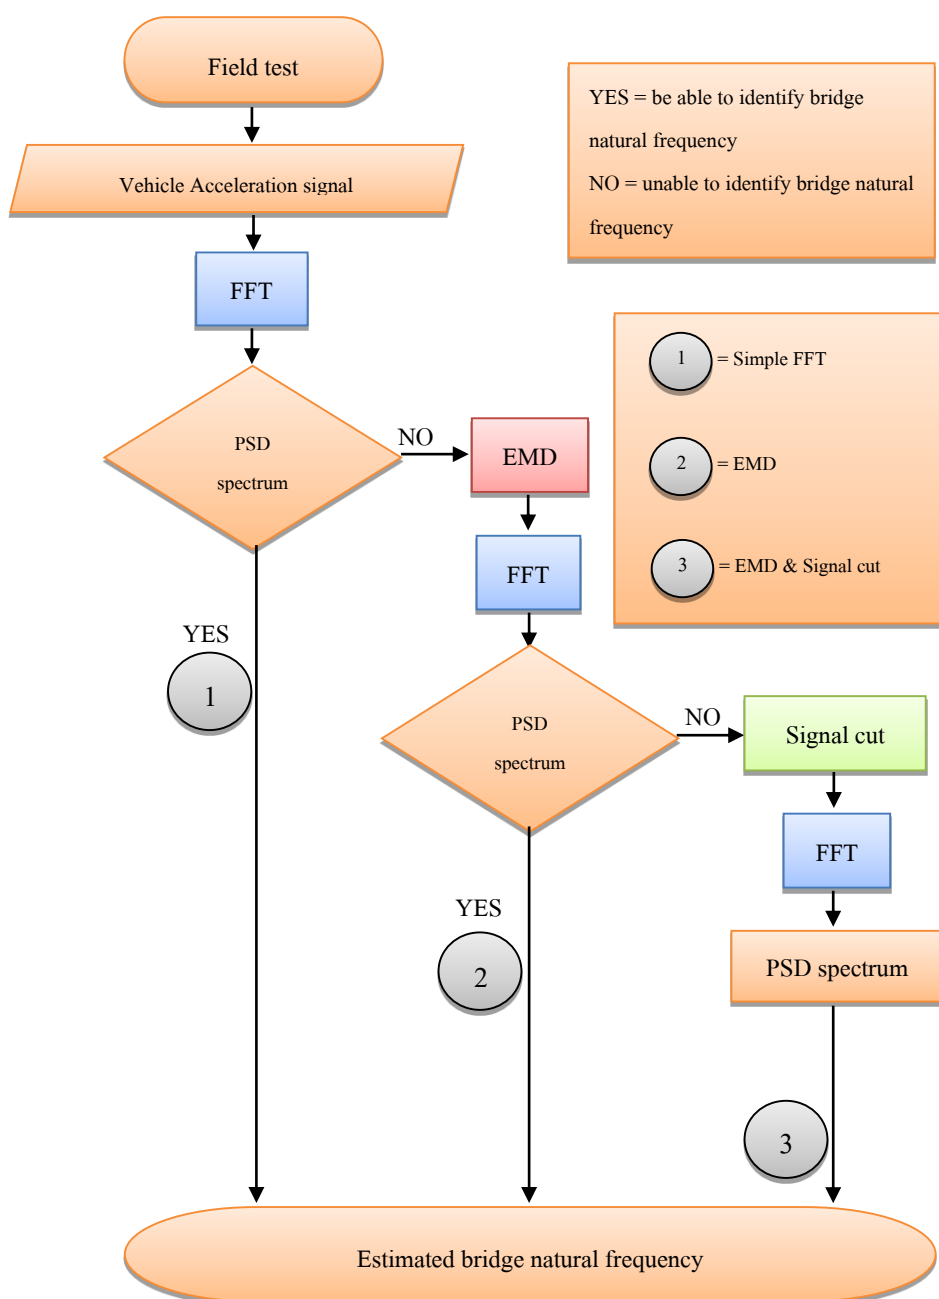 Field test
YES = be able to identify bridge
natural frequency
NO = unable to identify bridge natural
frequency
Vehicle Acceleration signal
FFT
1 = Simple FFT
PSD
spectrum
NO
EMD
2 = EMD
FFT
3 = EMD & Signal cut
YES
1
PSD
spectrum
NO
Signal cut
FFT
YES
2
PSD spectrum
3
Estimated bridge natural frequency